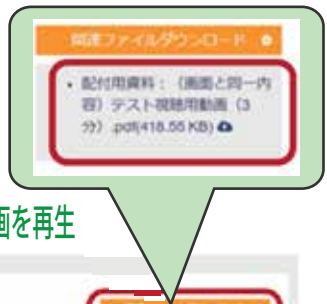 関連ファイルダウンロード
・配付用資料：（画面と同一内
容）テスト視聴用動画（3
分）.pdf(418.55 KB)
画を再生